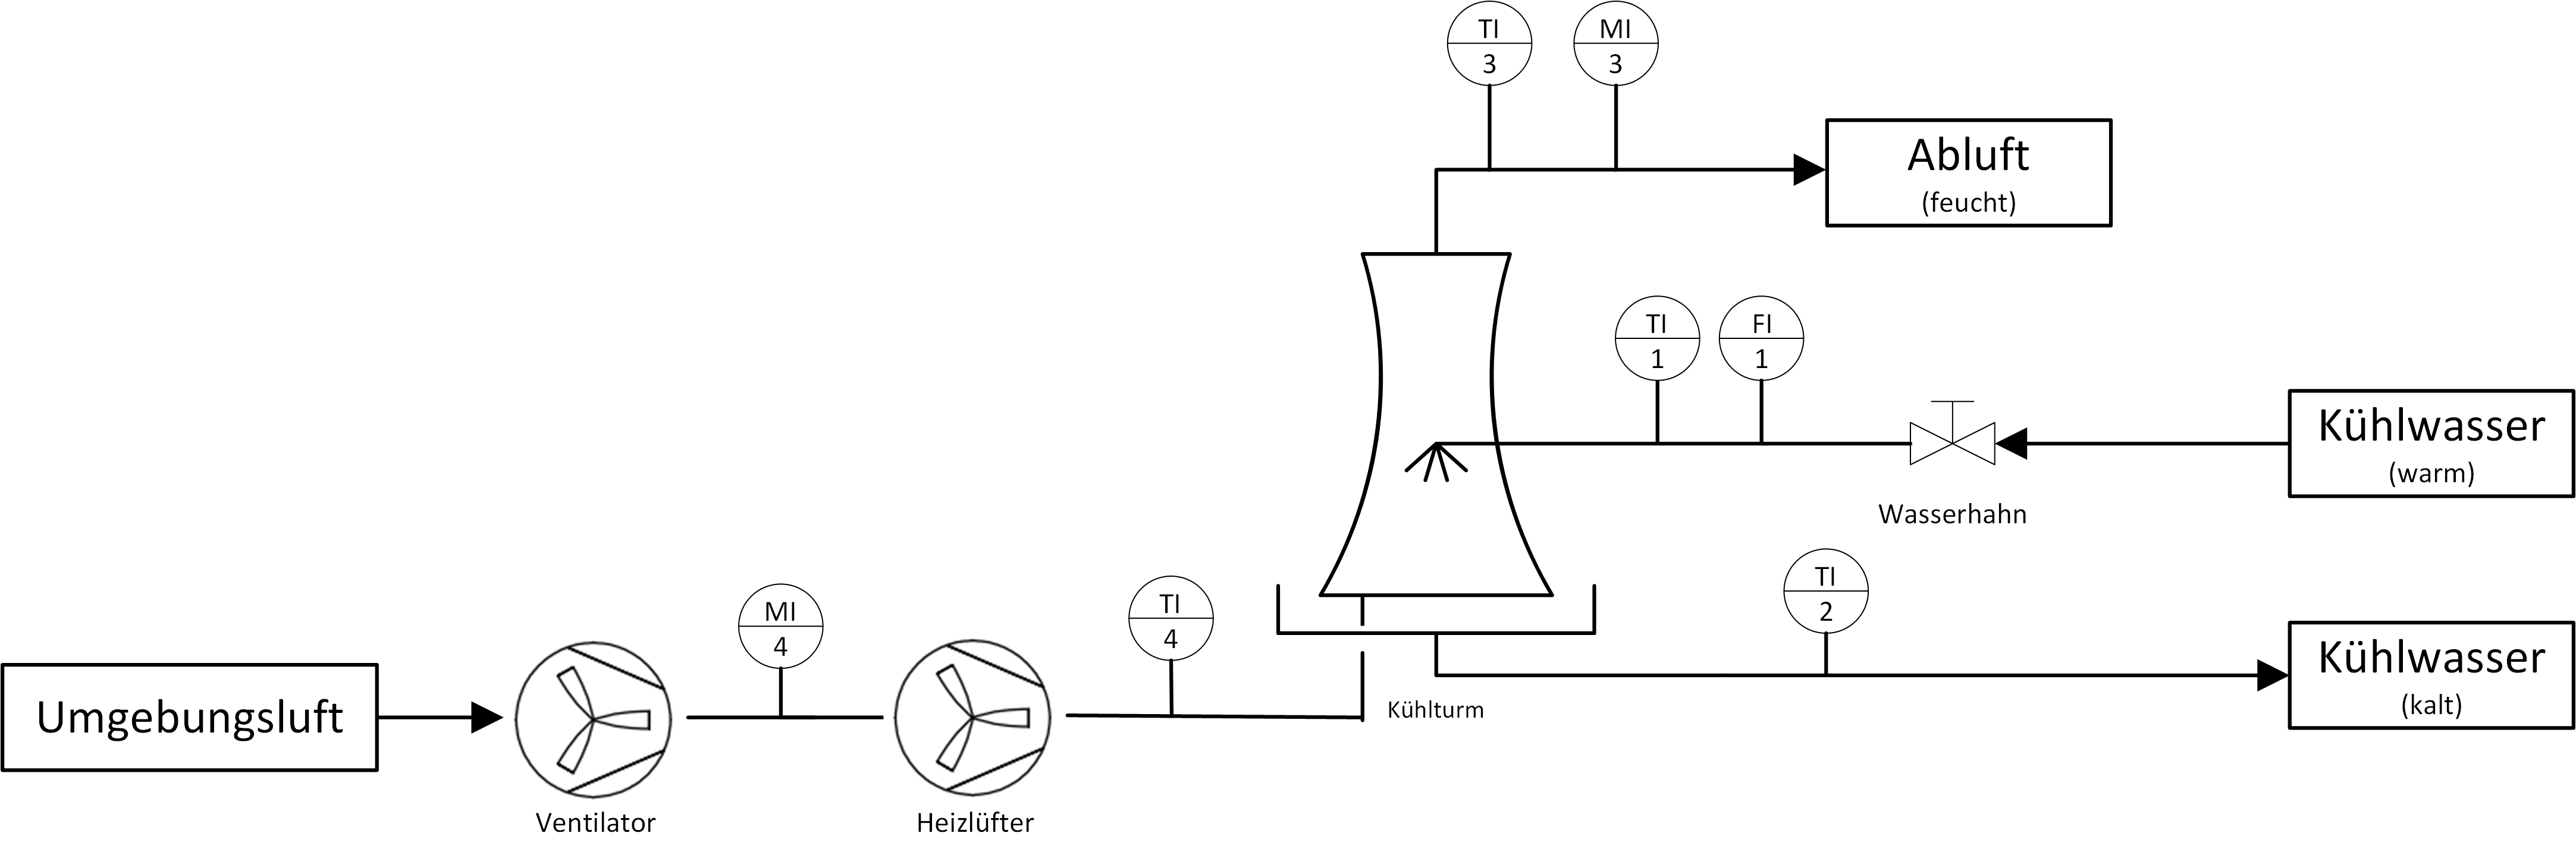 TI
3
MI
3
Abluft
(feucht)
TI
1
FI
1
Kühlwasser
(warm)
Wasserhahn
TI
2
MI
4
TI
4
Kühlwasser
(kalt)
Umgebungsluft
Kühlturm
Ventilator
Heizlüfter